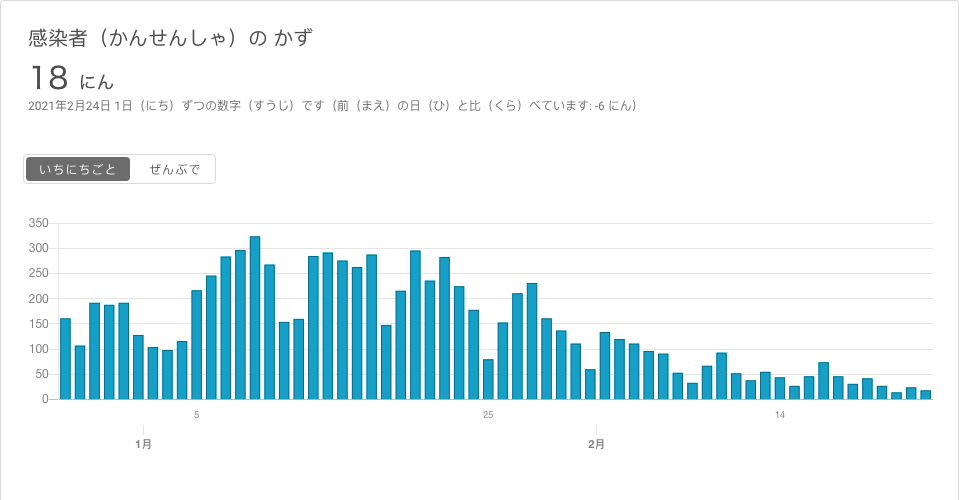 感染者（かんせんしゃ）の かず
18 にん
2021年2月24日 1日（にち）ずつの数字（すうじ）です（前（まえ）の日（ひ）と比（くら）べています: -6 にん）
いちにちごと ぜんぶで
350
300
250
200
150
100
50
0
5 25 14
1月 2月